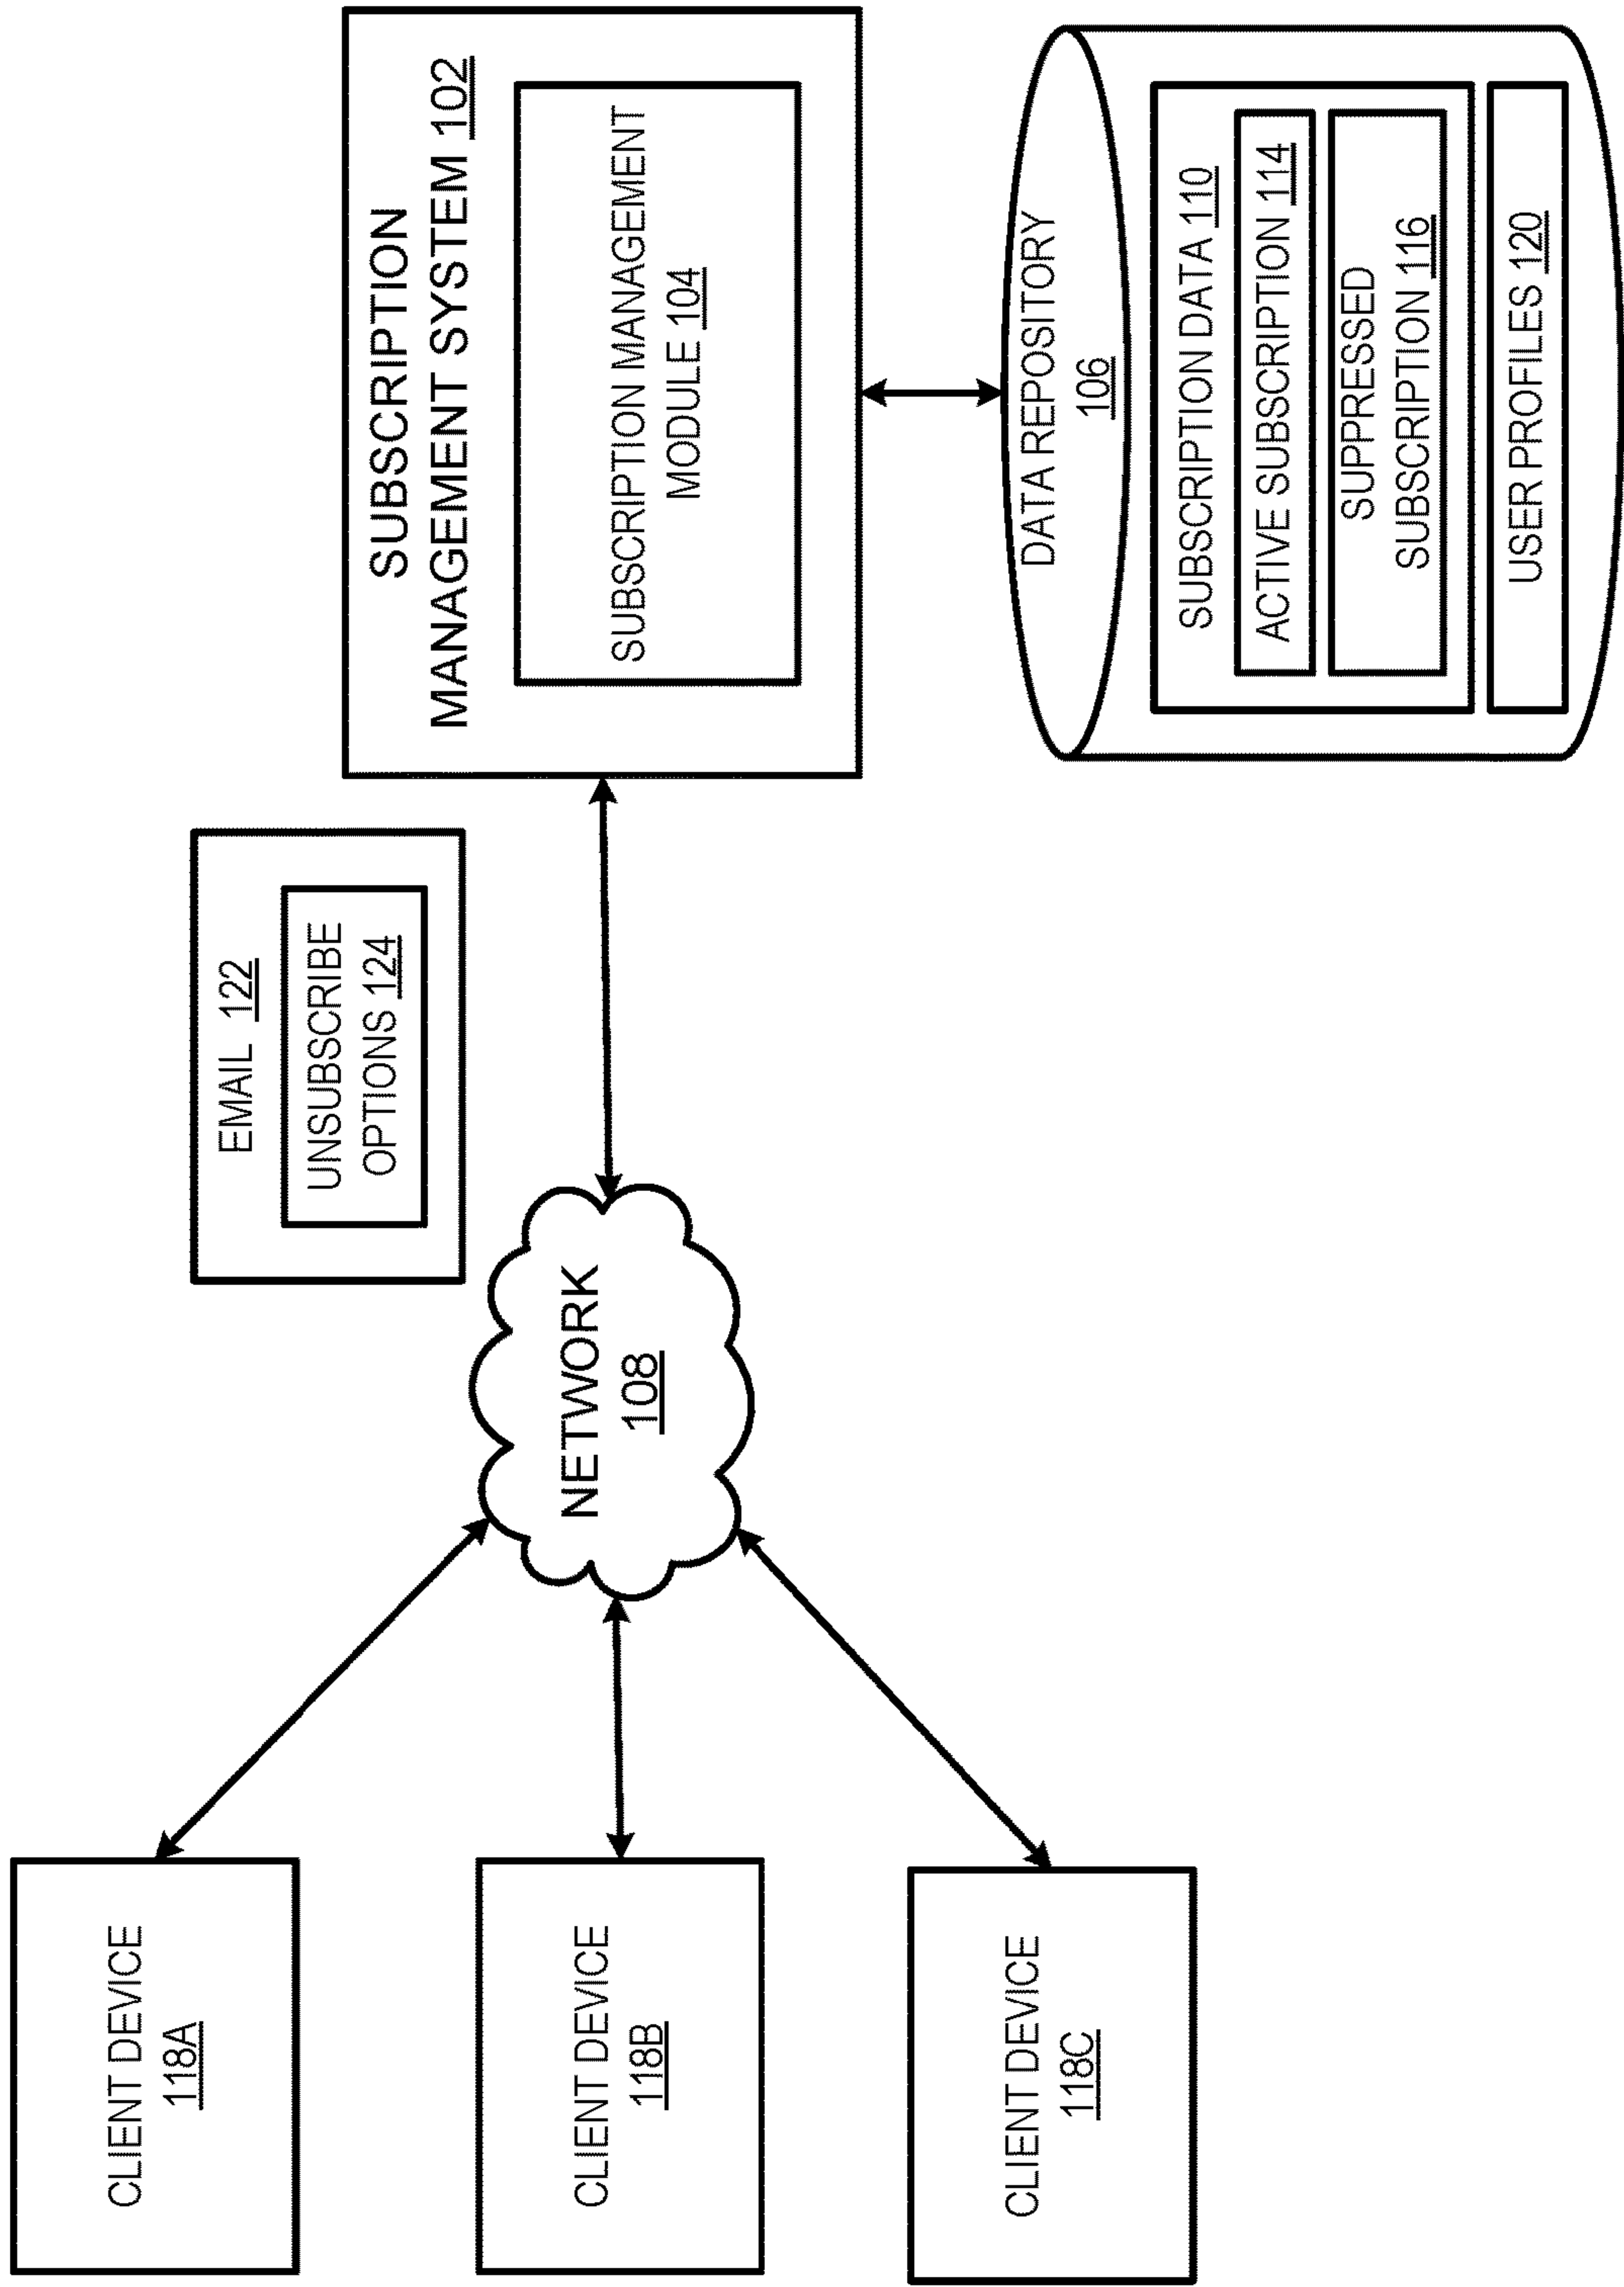 CLIENT DEVICE
118A
CLIENT DEVICE
118B
CLIENT DEVICE
118C
NETWORK
108
EMAIL 122
UNSUBSCRIBE
OPTIONS 124
SUBSCRIPTION
MANAGEMENT SYSTEM 102
SUBSCRIPTION MANAGEMENT
MODULE 104
DATA REPOSITORY
106
SUBSCRIPTION DATA 110
ACTIVE SUBSCRIPTION 114
SUPPRESSED
SUBSCRIPTION 116
USER PROFILES 120